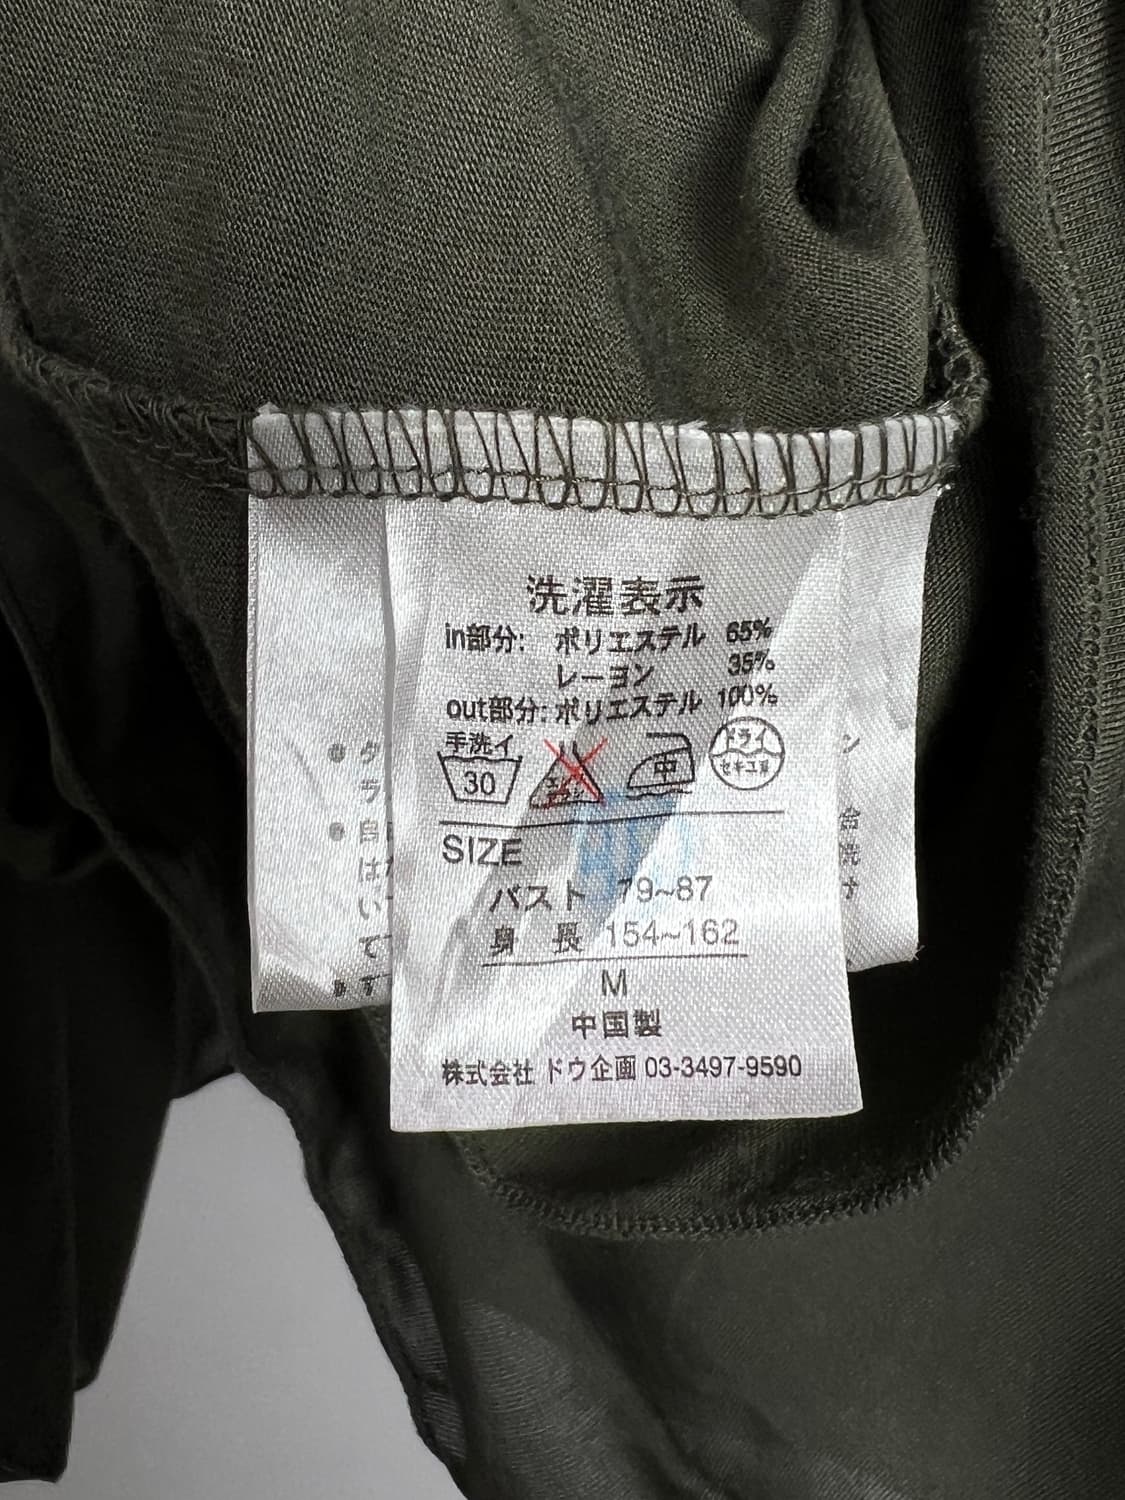 洗濯表示
in部分: ポリエステル 65%
レーヨン 35%
out部分: ポリエステル 100%
手洗イ 30 中 ドライ セキユ系
SIZE
バスト 79~87
身 長 154~162
M
中国製
株式会社 ドウ企画 03-3497-9590